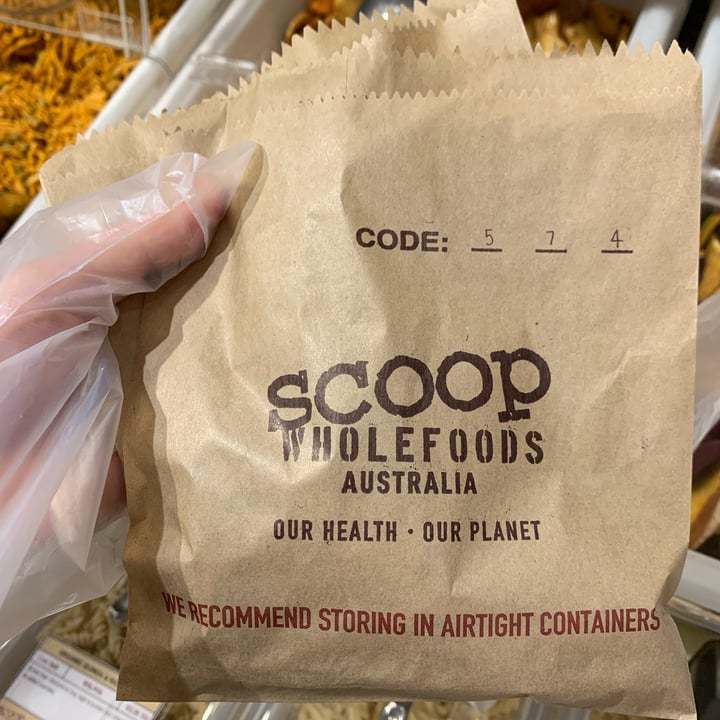 CODE: 5 7 4
SCOOP
WHOLEFOODS
AUSTRALIA
OUR HEALTH · OUR PLANET
WE RECOMMEND STORING IN AIRTIGHT CONTAINERS